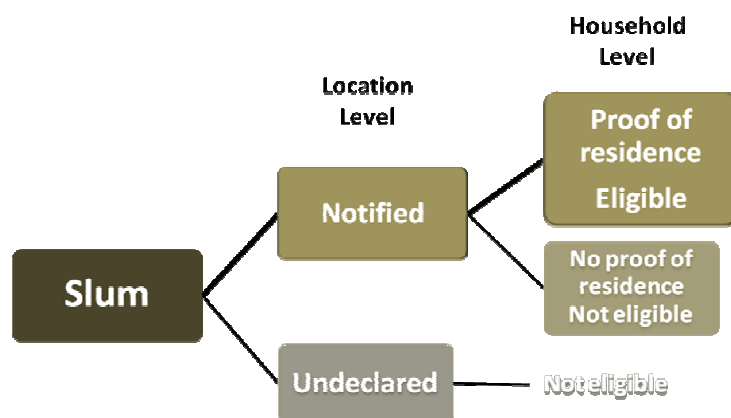 Household
Level
Location
Level
Proof of
residence
Eligible
Notified
No proof of
residence
Not eligible
Slum
Undeclared
Not eligible